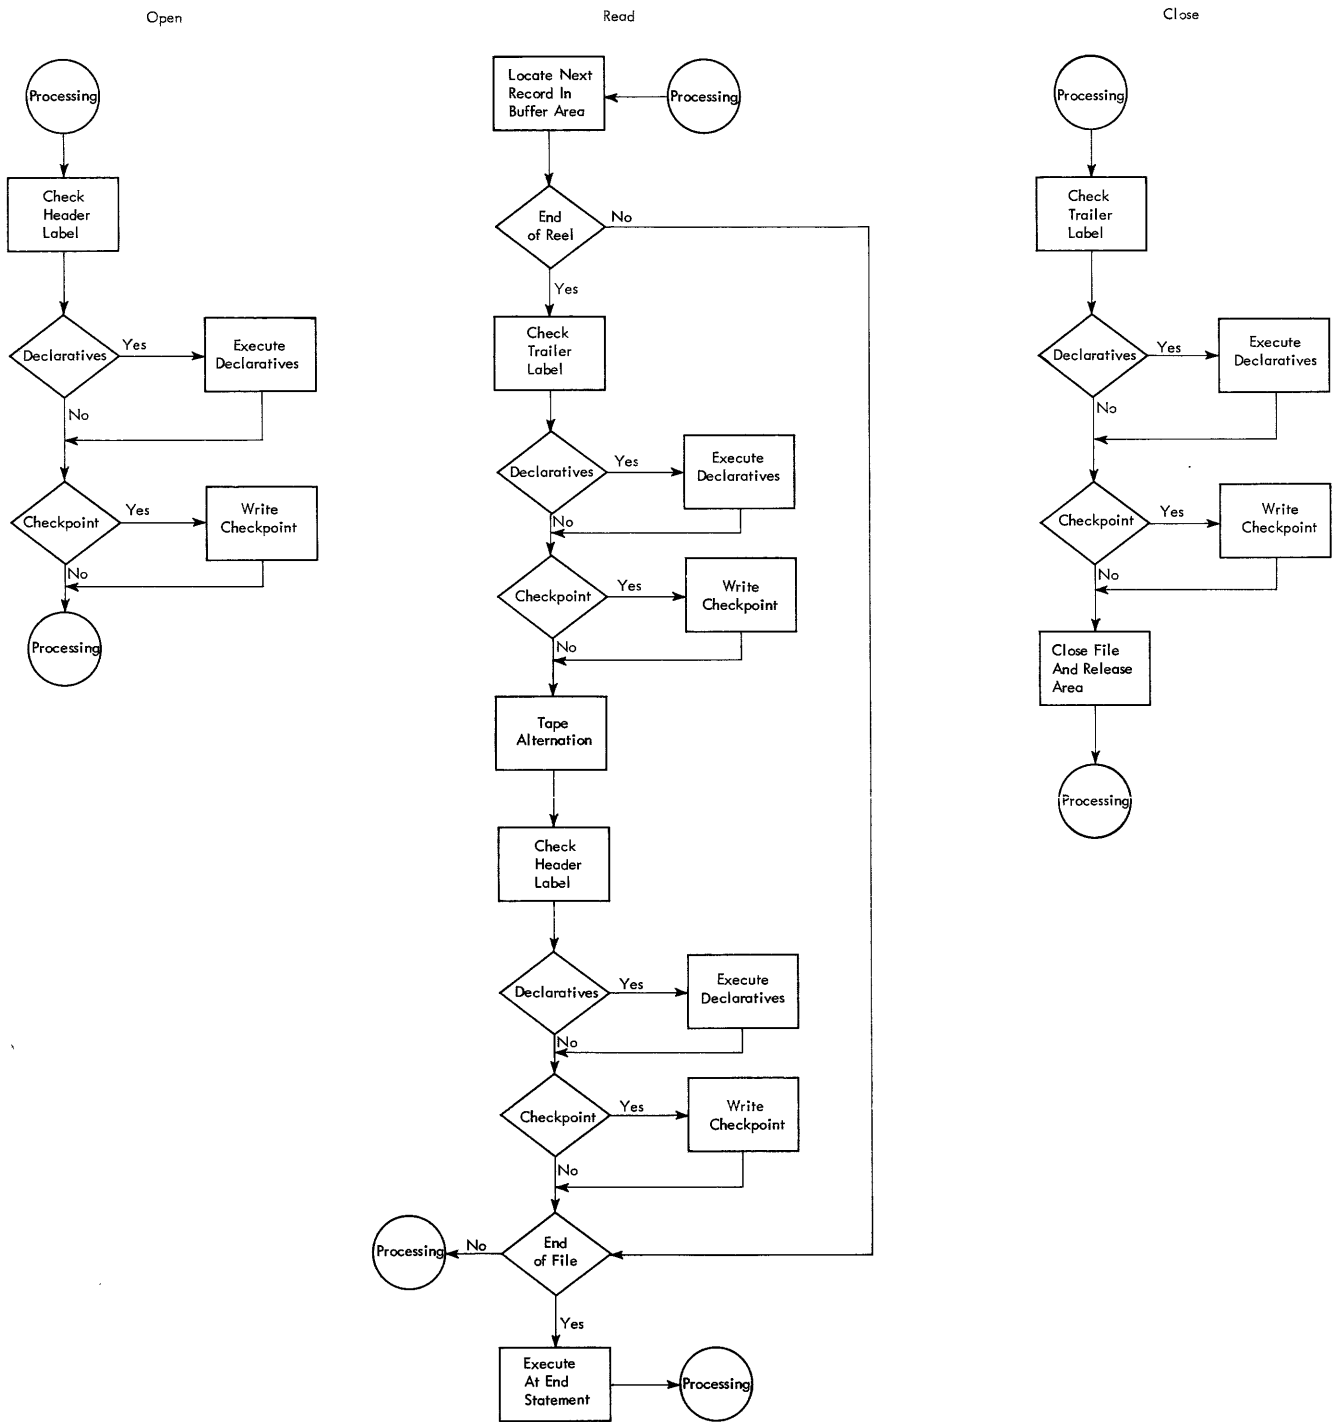 Open
Processing
Check
Header
Label
Declaratives
Yes
Execute
Declaratives
No
Checkpoint
Yes
Write
Checkpoint
No
Processing
Read
Locate Next
Record In
Buffer Area
Processing
End
of Reel
No
Yes
Check
Trailer
Label
Declaratives
Yes
Execute
Declaratives
No
Checkpoint
Yes
Write
Checkpoint
No
Tape
Alternation
Check
Header
Label
Declaratives
Yes
Execute
Declaratives
No
Checkpoint
Yes
Write
Checkpoint
No
End
of File
No
Processing
Yes
Execute
At End
Statement
Processing
Close
Processing
Check
Trailer
Label
Declaratives
Yes
Execute
Declaratives
No
Checkpoint
Yes
Write
Checkpoint
No
Close File
And Release
Area
Processing